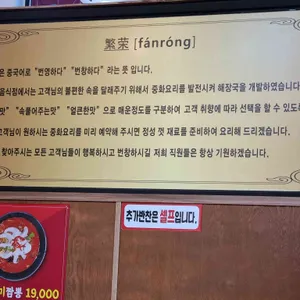 繁荣 [fánróng]
은 중국어로 "번영하다" "번창하다" 라는 뜻 입니다.
음식점에서는 고객님의 불편한 속을 달래주기 위해서 중화요리를 발전시켜 해장국을 개발하였습니다
맛" "속풀어주는맛" "얼큰한맛" 으로 매운정도를 구분하여 고객 취향에 따라 선택을 할 수 있도
고객님이 원하시는 중화요리를 미리 예약해 주시면 정성 껏 재료를 준비하여 요리해 드리겠습니다.
찾아주시는 모든 고객님들이 행복하시고 번창하시길 저희 직원들은 항상 기원하겠습니다.
추가반찬은 셀프입니다.
짬뽕 19,000